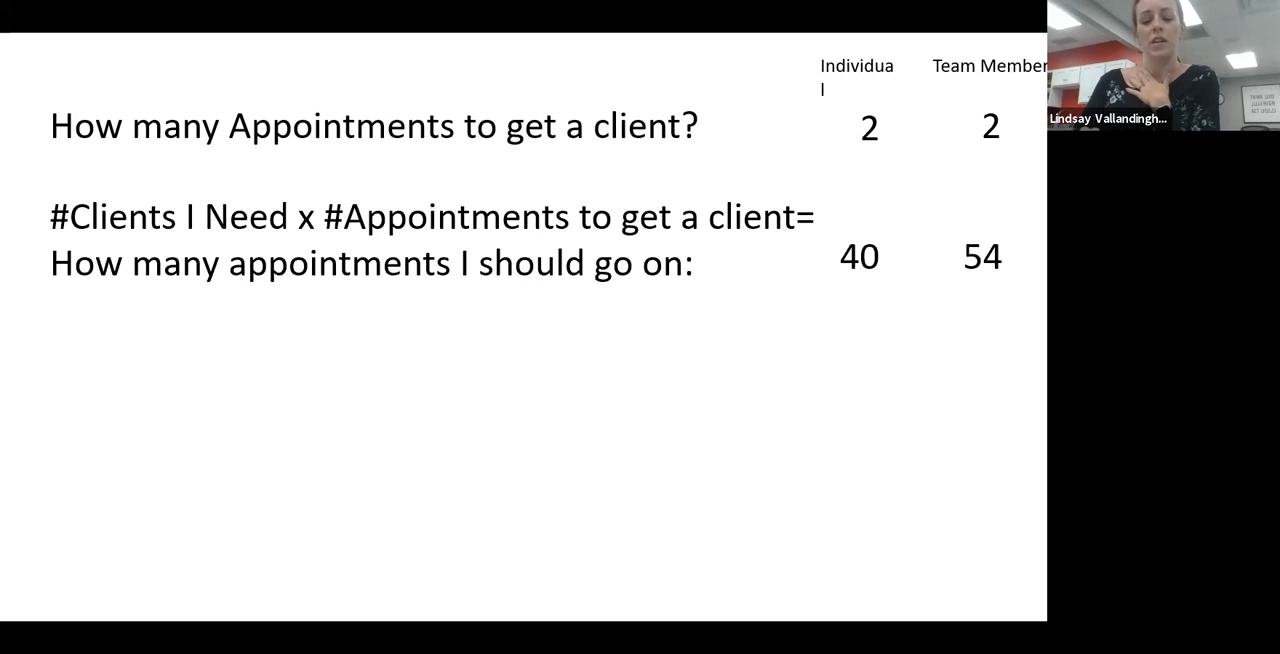 Individua
l
Team Member
How many Appointments to get a client?
2
2
#Clients I Need x #Appointments to get a client=
How many appointments I should go on:
40
54
Lindsay Vallandingh...